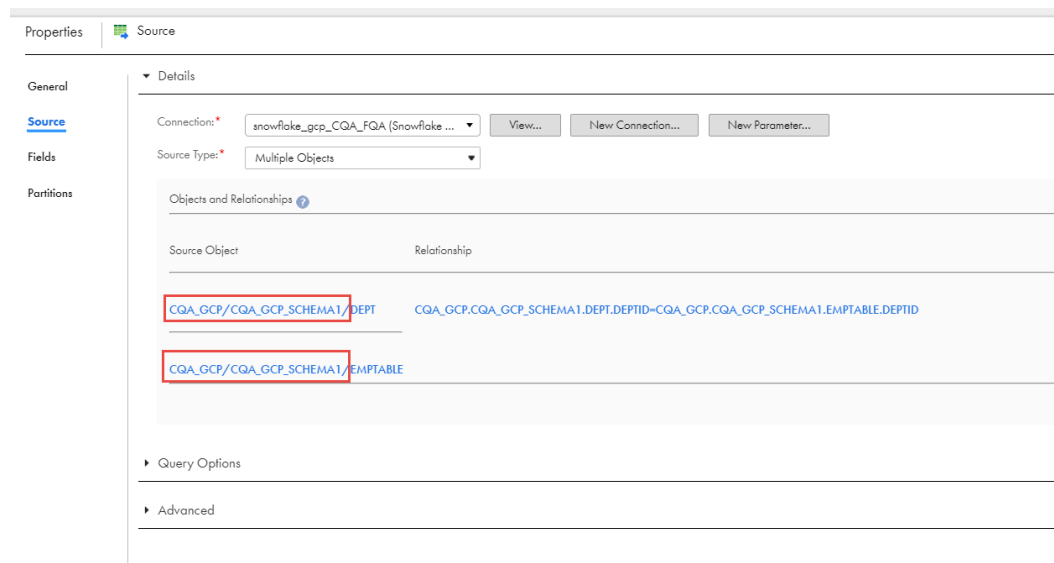 Properties Source
General
Source
Fields
Partitions
Details
Connection:* snowflake_gcp_CQA_FQA (Snowflake ... View... New Connection... New Parameter...
Source Type:* Multiple Objects
Objects and Relationships ?
Source Object Relationship
CQA_GCP/CQA_GCP_SCHEMA1/DEPT CQA_GCP.CQA_GCP_SCHEMA1.DEPT.DEPTID=CQA_GCP.CQA_GCP_SCHEMA1.EMPTABLE.DEPTID
CQA_GCP/CQA_GCP_SCHEMA1/EMPTABLE
Query Options
Advanced